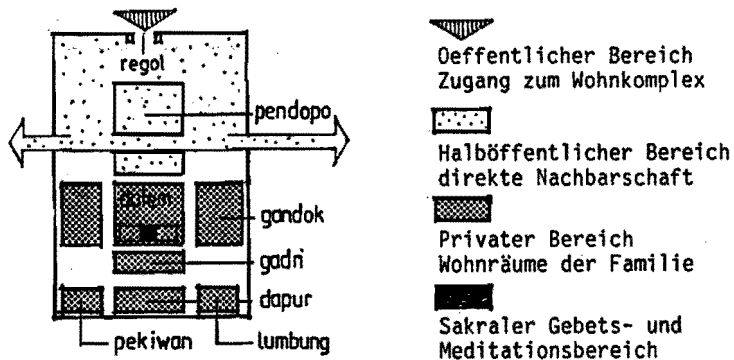 regol
pendopo
dalem
gandok
gadri
dapur
pekiwan
lumbung
Oeffentlicher Bereich
Zugang zum Wohnkomplex
Halböffentlicher Bereich
direkte Nachbarschaft
Privater Bereich
Wohnräume der Familie
Sakraler Gebets- und
Meditationsbereich